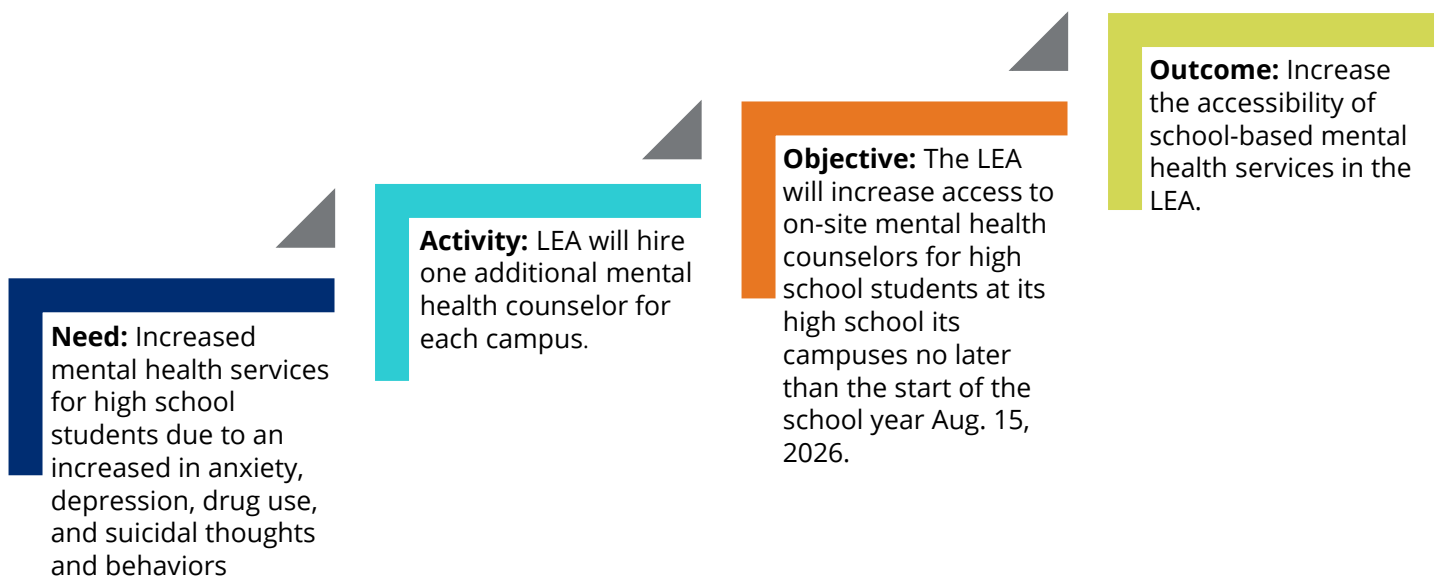 Need: Increased
mental health services
for high school
students due to an
increased in anxiety,
depression, drug use,
and suicidal thoughts
and behaviors
Activity: LEA will hire
one additional mental
health counselor for
each campus.
Objective: The LEA
will increase access to
on-site mental health
counselors for high
school students at its
high school its
campuses no later
than the start of the
school year Aug. 15,
2026.
Outcome: Increase
the accessibility of
school-based mental
health services in the
LEA.